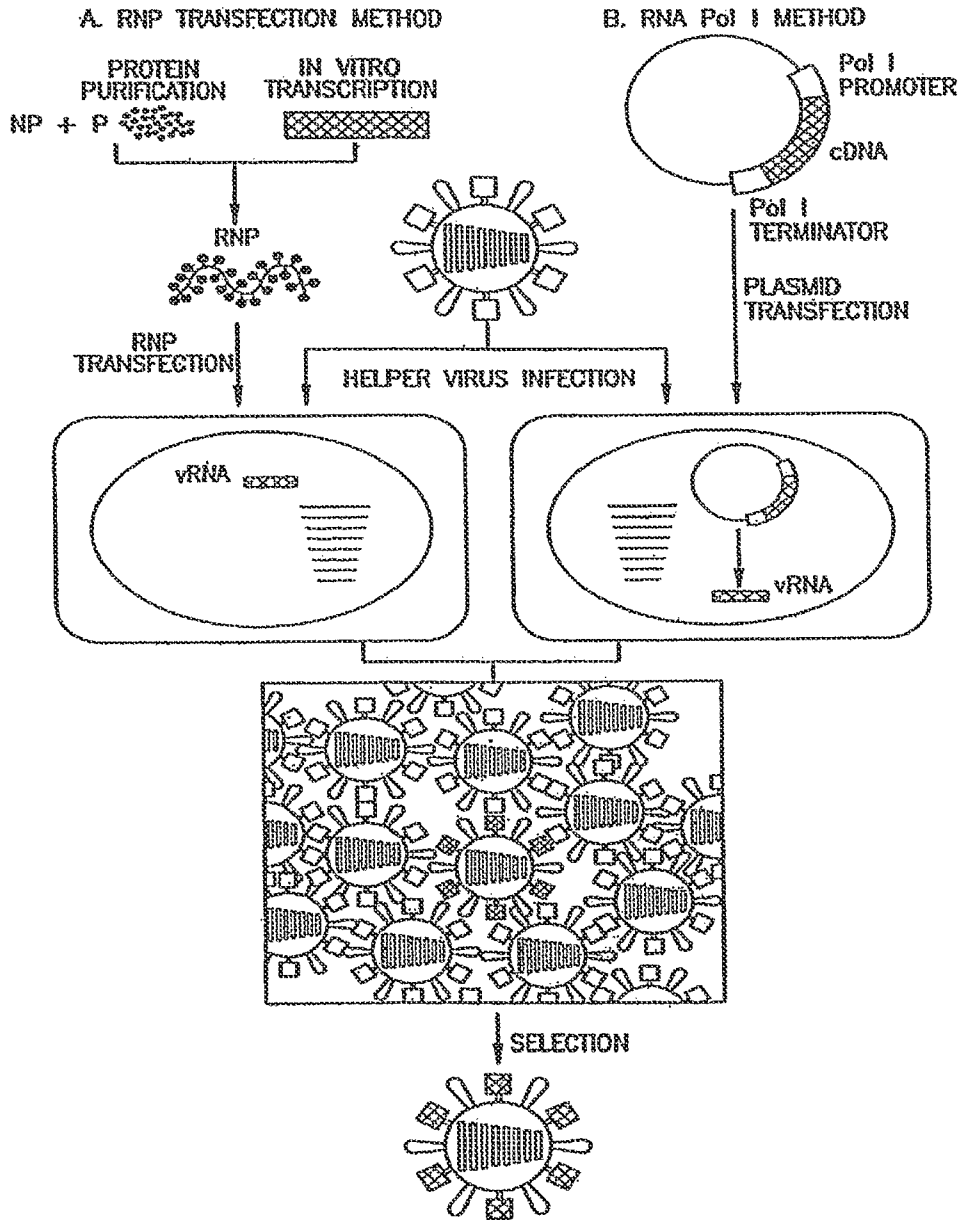 A. RNP TRANSFECTION METHOD
PROTEIN
PURIFICATION
NP + P
IN VITRO
TRANSCRIPTION
RNP
RNP
TRANSFECTION
B. RNA Pol I METHOD
Pol I
PROMOTER
cDNA
Pol I
TERMINATOR
PLASMID
TRANSFECTION
HELPER VIRUS INFECTION
vRNA
vRNA
SELECTION